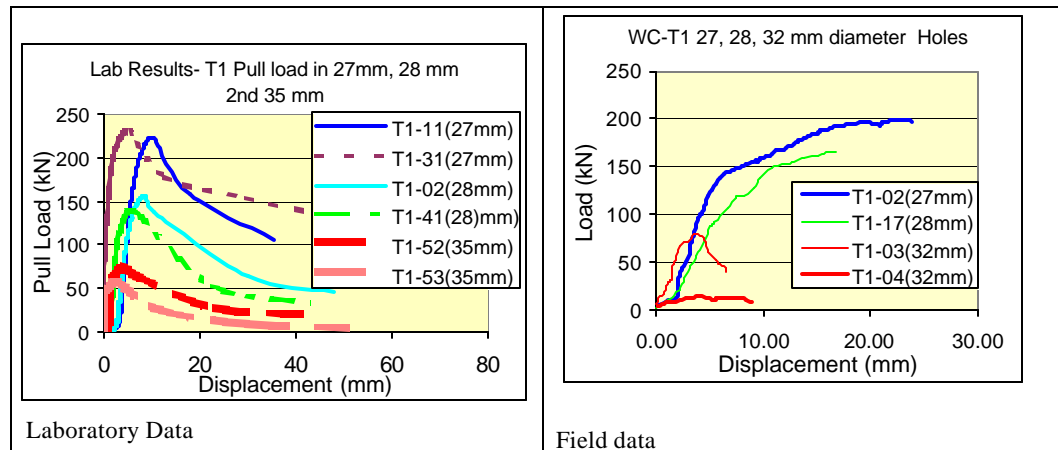 Lab Results- T1 Pull load in 27mm, 28 mm
2nd 35 mm
Pull Load (kN)
250
200
150
100
50
0
T1-11(27mm)
T1-31(27mm)
T1-02(28mm)
T1-41(28)mm)
T1-52(35mm)
T1-53(35mm)
0 20 40 60 80
Displacement (mm)
Laboratory Data
WC-T1 27, 28, 32 mm diameter Holes
Load (kN)
250
200
150
100
50
0
T1-02(27mm)
T1-17(28mm)
T1-03(32mm)
T1-04(32mm)
0.00 10.00 20.00 30.00
Displacement (mm)
Field data